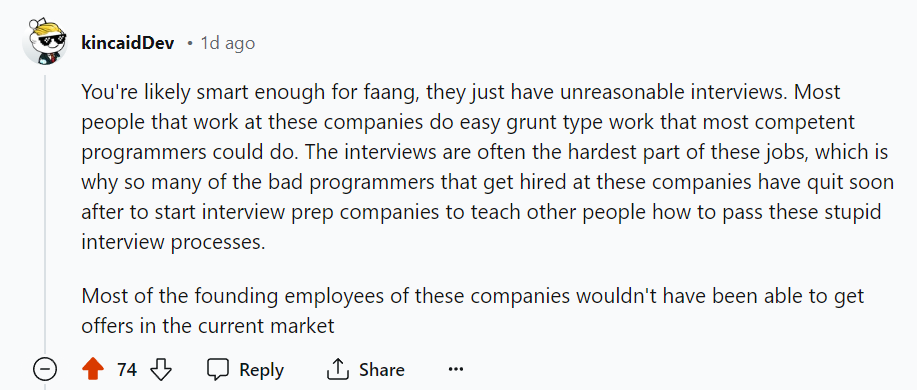 kincaidDev • 1d ago
You're likely smart enough for faang, they just have unreasonable interviews. Most
people that work at these companies do easy grunt type work that most competent
programmers could do. The interviews are often the hardest part of these jobs, which is
why so many of the bad programmers that get hired at these companies have quit soon
after to start interview prep companies to teach other people how to pass these stupid
interview processes.
Most of the founding employees of these companies wouldn't have been able to get
offers in the current market
74 Reply Share ...